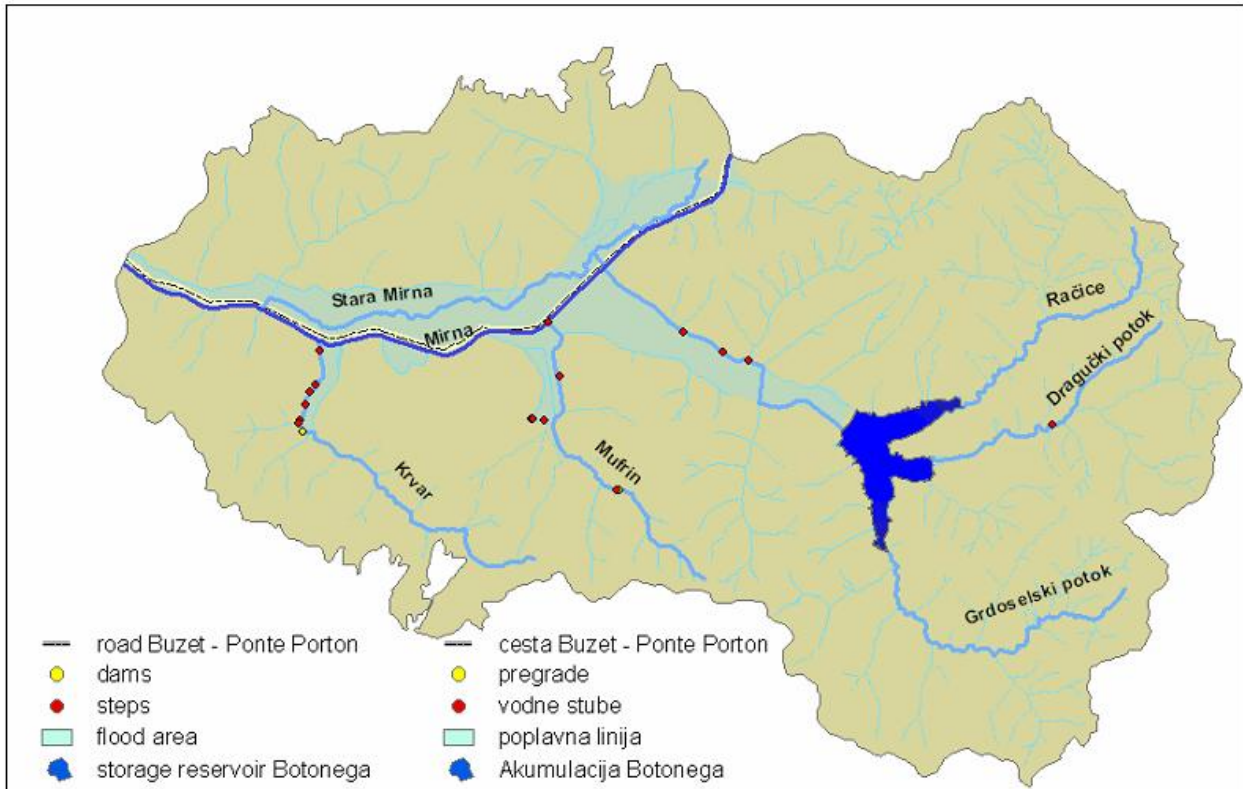 Stara Mirna
Mirna
Račice
Dragučki potok
Krvar
Mufrin
Grdoselski potok
road Buzet - Ponte Porton
dams
steps
flood area
storage reservoir Botonega
cesta Buzet - Ponte Porton
pregrade
vodne stube
poplavna linija
Akumulacija Botonega